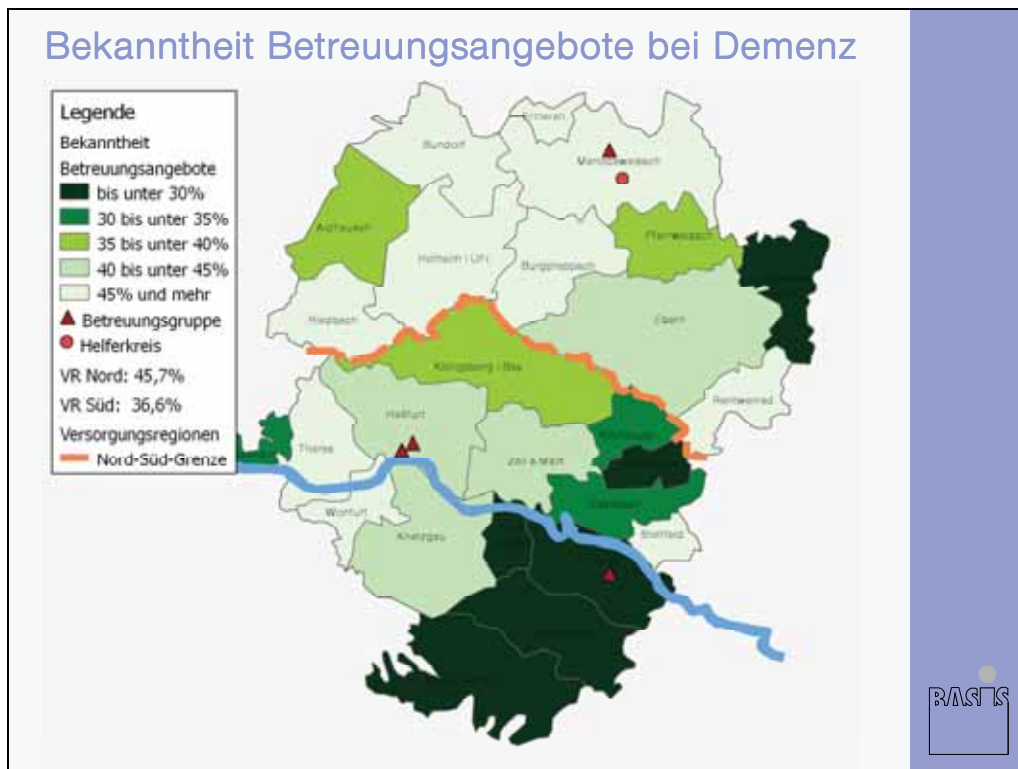 Bekanntheit Betreuungsangebote bei Demenz
Legende
Bekanntheit
Betreuungsangebote
bis unter 30%
30 bis unter 35%
35 bis unter 40%
40 bis unter 45%
45% und mehr
Betreuungsgruppe
Helferkreis
VR Nord: 45,7%
VR Süd: 36,6%
Versorgungsregionen
Nord-Süd-Grenze
Bundorf
Ermershausen
Maroldsweisach
Aidhausen
Pfarrweisach
Hofheim i.UFr.
Burgpreppach
Riedbach
Ebern
Königsberg i.Bay
Rentweinsd
Haßfurt
Theres
Zeil a.Main
Wonfurt
Knetzgau
Stettfeld
BASIS